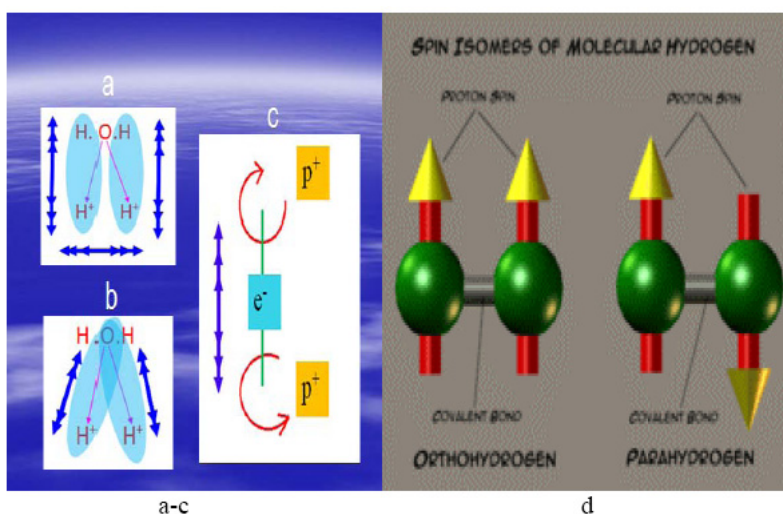 a
H. O .H
H+ H+
b
H .O.H
H+ H+
c
p+
e-
p+
SPIN ISOMERS OF MOLECULAR HYDROGEN
PROTON SPIN PROTON SPIN
COVALENT BOND COVALENT BOND
ORTHOHYDROGEN PARAHYDROGEN
a-c d